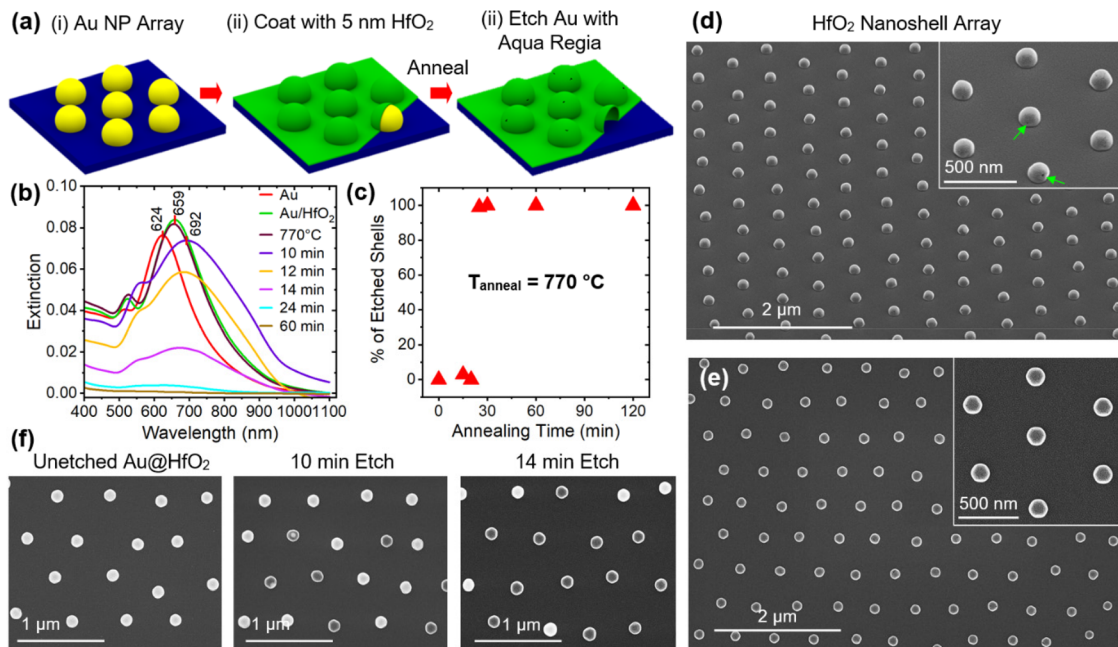 (a) (i) Au NP Array
(ii) Coat with 5 nm HfO₂
(ii) Etch Au with
Aqua Regia
Anneal
(b)
0.10
0.08
0.06
0.04
0.02
0.00
Extinction
624
659
692
Au
Au/HfO₂
770°C
10 min
12 min
14 min
24 min
60 min
400 500 600 700 800 900 1000 1100
Wavelength (nm)
(c)
100
80
60
40
20
0
% of Etched Shells
Tanneal = 770 °C
0 30 60 90 120
Annealing Time (min)
(d)
HfO₂ Nanoshell Array
500 nm
2 µm
(e)
500 nm
2 µm
(f)
Unetched Au@HfO₂
10 min Etch
14 min Etch
1 µm
1 µm
1 µm